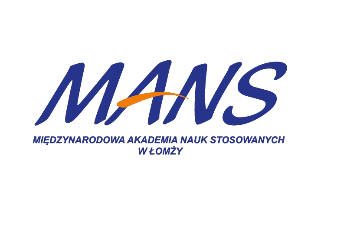 MANS
MIĘDZYNARODOWA AKADEMIA NAUK STOSOWANYCH
W ŁOMŻY